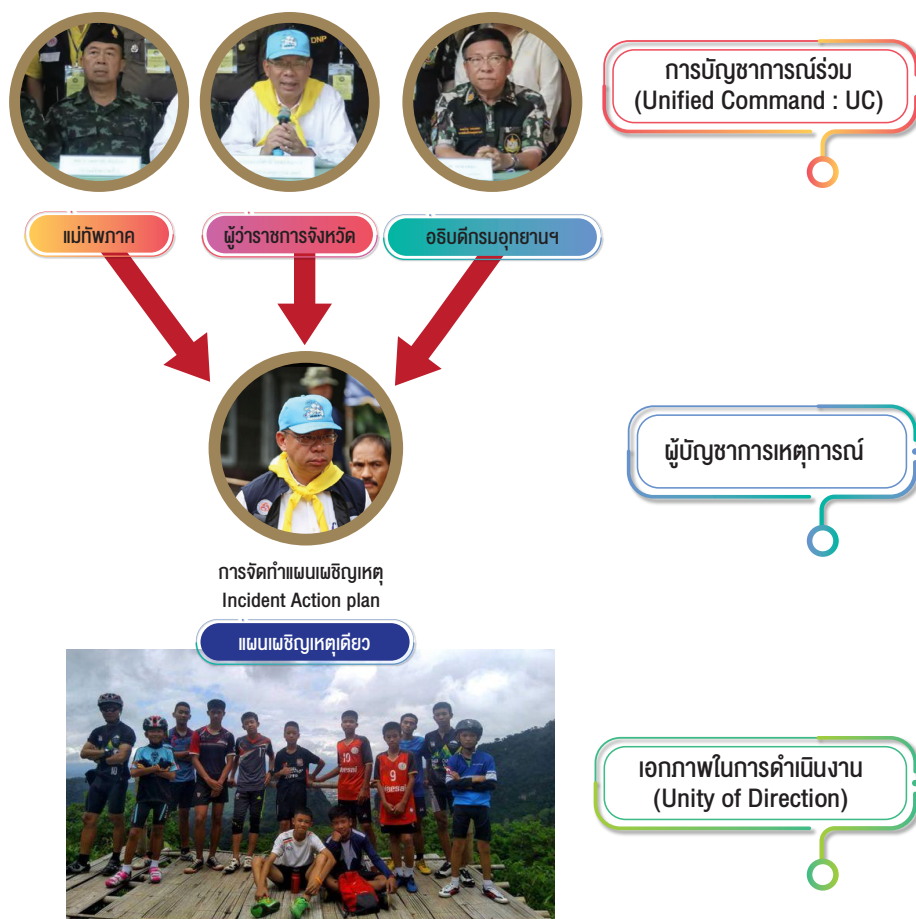 DNP
การบัญชาการณ์ร่วม
(Unified Command : UC)
แม่ทัพภาค
ผู้ว่าราชการจังหวัด
อธิบดีกรมอุทยานฯ
ผู้บัญชาการเหตุการณ์
การจัดทำแผนเผชิญเหตุ
Incident Action plan
แผนเผชิญเหตุเดียว
10
9
เอกภาพในการดำเนินงาน
(Unity of Direction)